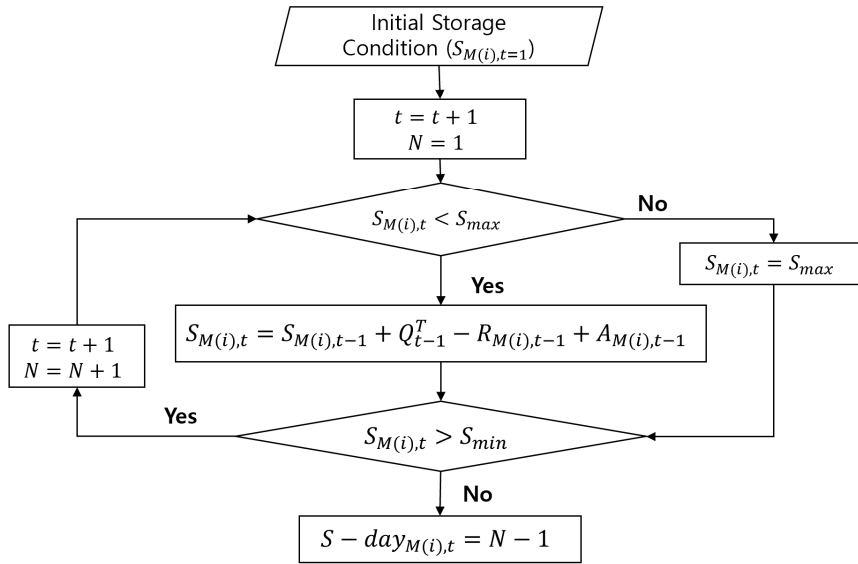 Initial Storage
Condition (S_{M(i),t=1})
t = t + 1
N = 1
S_{M(i),t} < S_{max}
No
S_{M(i),t} = S_{max}
Yes
S_{M(i),t} = S_{M(i),t−1} + Q^{T}_{t−1} − R_{M(i),t−1} + A_{M(i),t−1}
t = t + 1
N = N + 1
Yes
S_{M(i),t} > S_{min}
No
S − day_{M(i),t} = N − 1